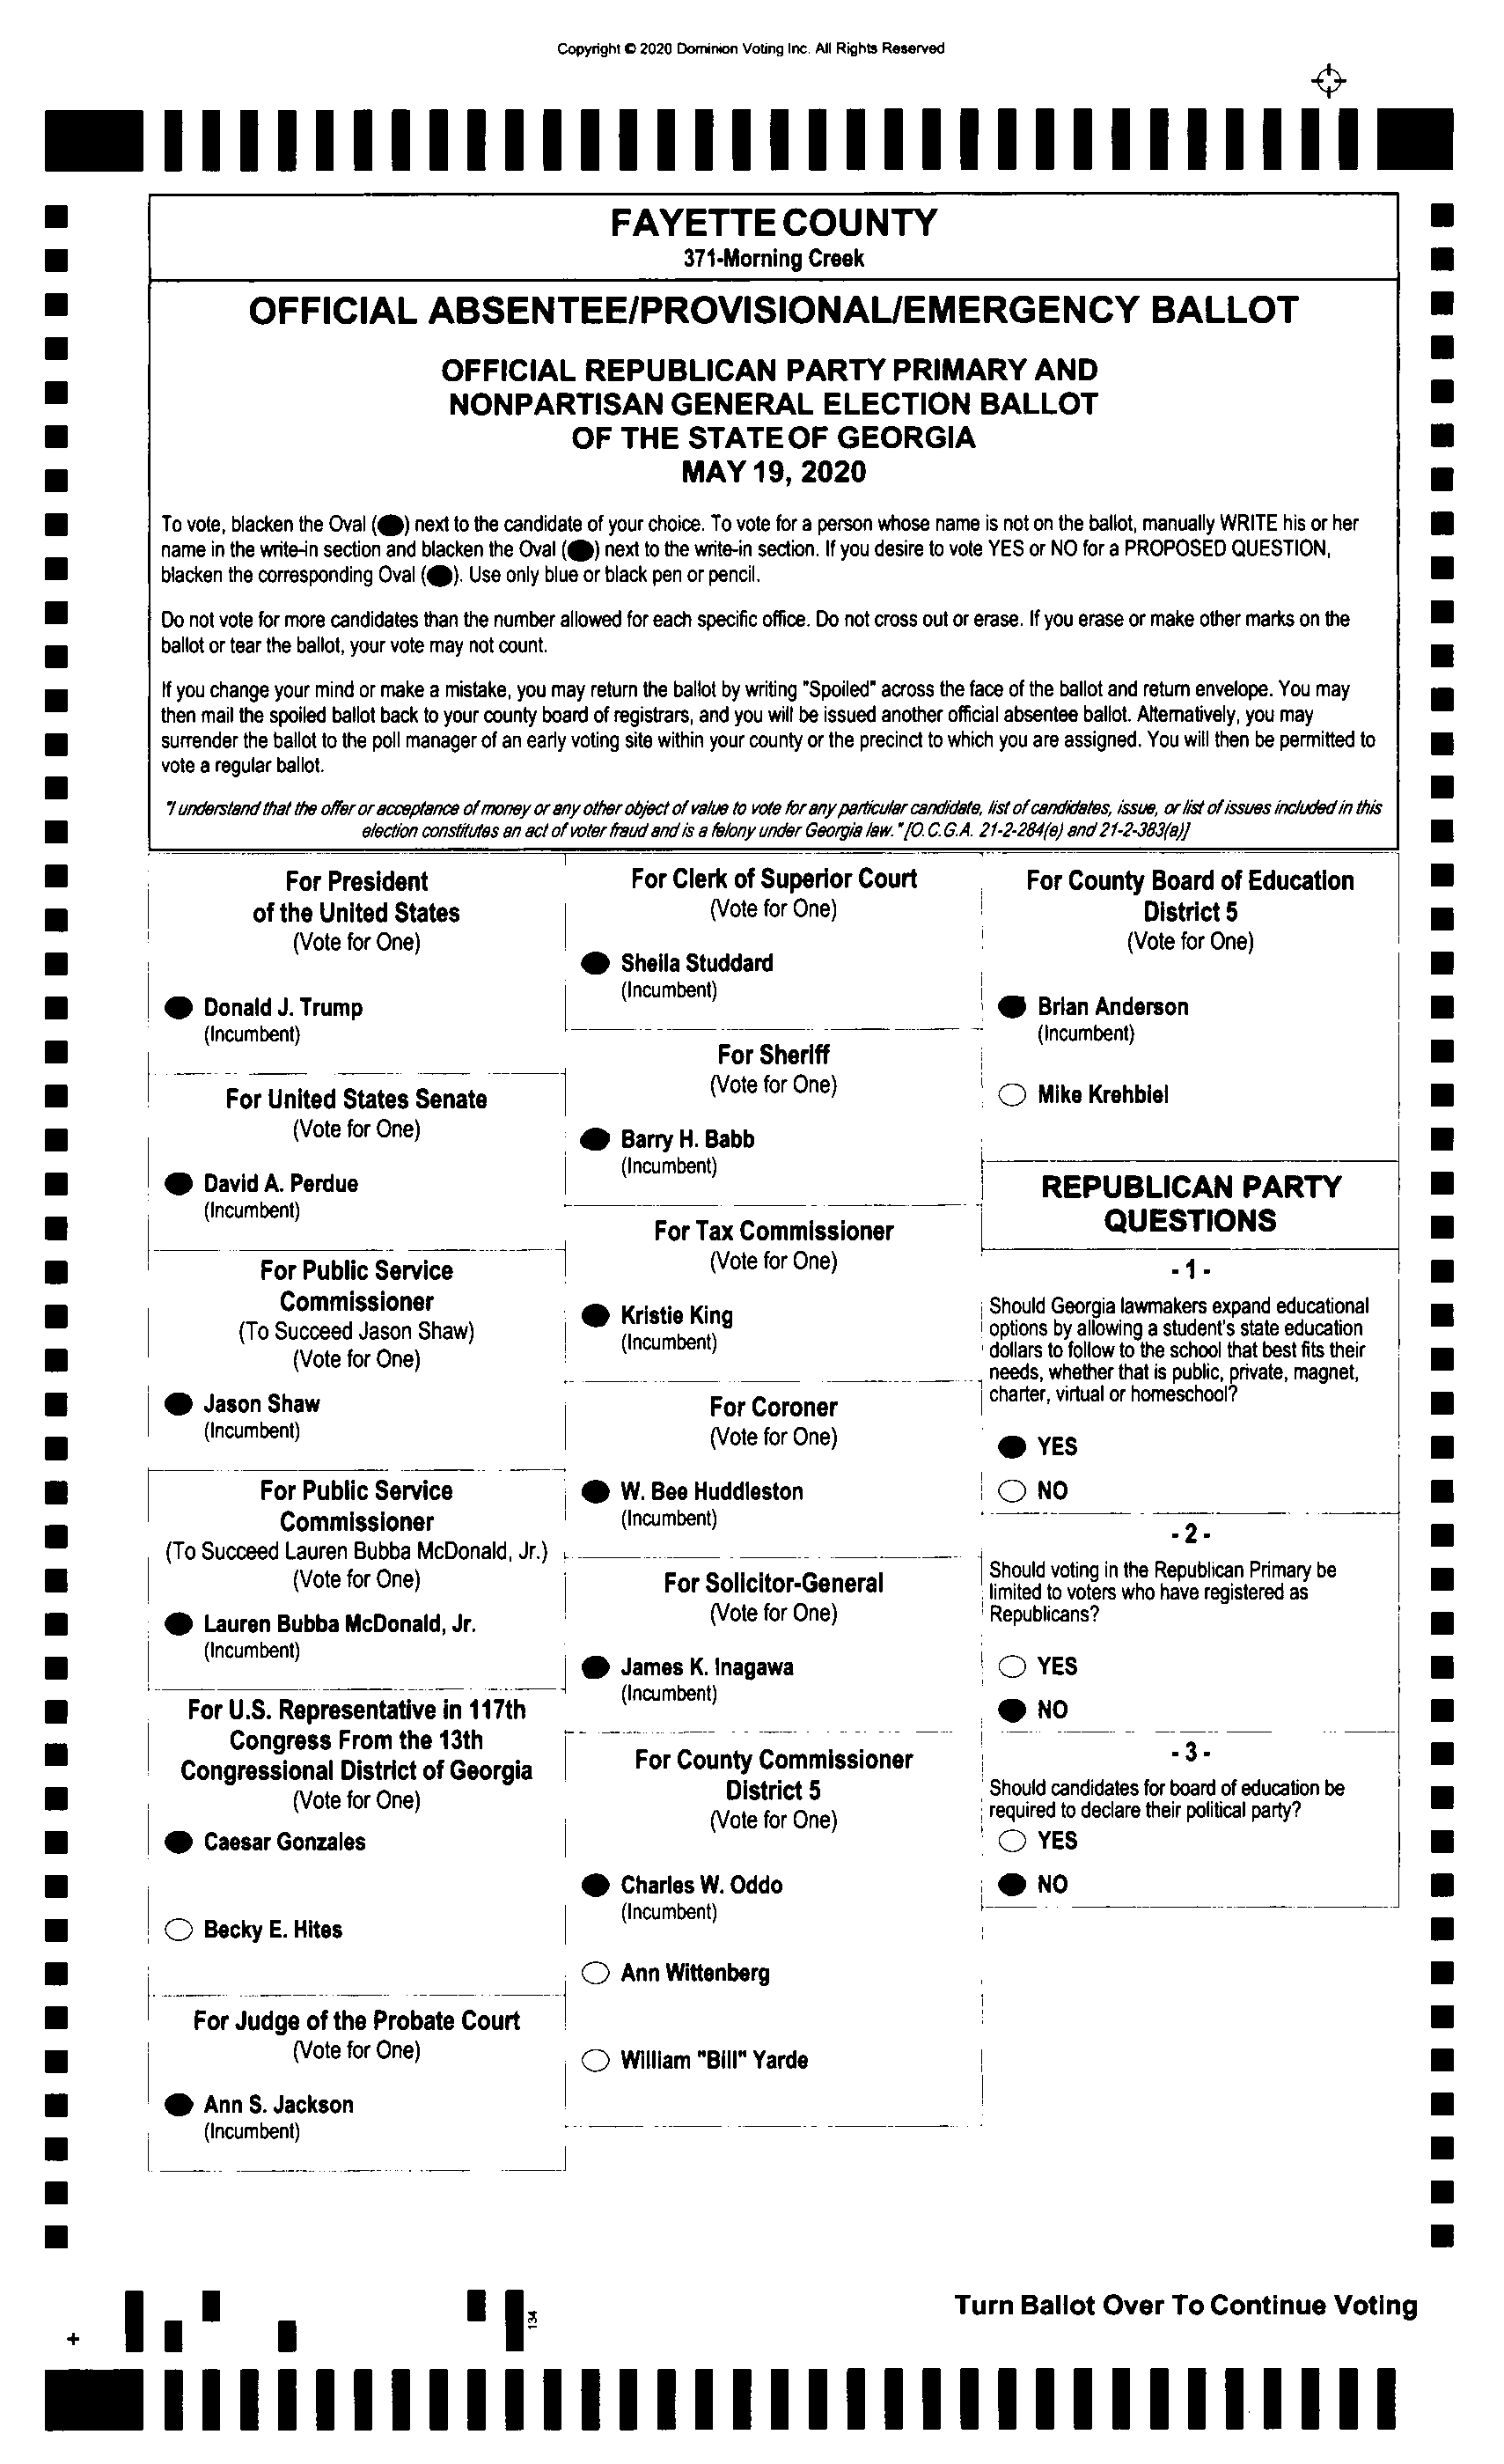 Copyright © 2020 Dominion Voting Inc. All Rights Reserved
FAYETTE COUNTY
371-Morning Creek
OFFICIAL ABSENTEE/PROVISIONAL/EMERGENCY BALLOT
OFFICIAL REPUBLICAN PARTY PRIMARY AND
NONPARTISAN GENERAL ELECTION BALLOT
OF THE STATE OF GEORGIA
MAY 19, 2020
To vote, blacken the Oval ( ) next to the candidate of your choice. To vote for a person whose name is not on the ballot, manually WRITE his or her
name in the write-in section and blacken the Oval ( ) next to the write-in section. If you desire to vote YES or NO for a PROPOSED QUESTION,
blacken the corresponding Oval ( ). Use only blue or black pen or pencil.
Do not vote for more candidates than the number allowed for each specific office. Do not cross out or erase. If you erase or make other marks on the
ballot or tear the ballot, your vote may not count.
If you change your mind or make a mistake, you may return the ballot by writing "Spoiled" across the face of the ballot and return envelope. You may
then mail the spoiled ballot back to your county board of registrars, and you will be issued another official absentee ballot. Alternatively, you may
surrender the ballot to the poll manager of an early voting site within your county or the precinct to which you are assigned. You will then be permitted to
vote a regular ballot.
"I understand that the offer or acceptance of money or any other object of value to vote for any particular candidate, list of candidates, issue, or list of issues included in this
election constitutes an act of voter fraud and is a felony under Georgia law." [O.C.G.A. 21-2-284(e) and 21-2-383(a)]
For President
of the United States
(Vote for One)
Donald J. Trump
(Incumbent)
For United States Senate
(Vote for One)
David A. Perdue
(Incumbent)
For Public Service
Commissioner
(To Succeed Jason Shaw)
(Vote for One)
Jason Shaw
(Incumbent)
For Public Service
Commissioner
(To Succeed Lauren Bubba McDonald, Jr.)
(Vote for One)
Lauren Bubba McDonald, Jr.
(Incumbent)
For U.S. Representative in 117th
Congress From the 13th
Congressional District of Georgia
(Vote for One)
Caesar Gonzales
Becky E. Hites
For Judge of the Probate Court
(Vote for One)
Ann S. Jackson
(Incumbent)
For Clerk of Superior Court
(Vote for One)
Sheila Studdard
(Incumbent)
For Sheriff
(Vote for One)
Barry H. Babb
(Incumbent)
For Tax Commissioner
(Vote for One)
Kristie King
(Incumbent)
For Coroner
(Vote for One)
W. Bee Huddleston
(Incumbent)
For Solicitor-General
(Vote for One)
James K. Inagawa
(Incumbent)
For County Commissioner
District 5
(Vote for One)
Charles W. Oddo
(Incumbent)
Ann Wittenberg
William "Bill" Yarde
For County Board of Education
District 5
(Vote for One)
Brian Anderson
(Incumbent)
Mike Krehbiel
REPUBLICAN PARTY
QUESTIONS
- 1 -
Should Georgia lawmakers expand educational
options by allowing a student's state education
dollars to follow to the school that best fits their
needs, whether that is public, private, magnet,
charter, virtual or homeschool?
YES
NO
- 2 -
Should voting in the Republican Primary be
limited to voters who have registered as
Republicans?
YES
NO
- 3 -
Should candidates for board of education be
required to declare their political party?
YES
NO
Turn Ballot Over To Continue Voting
134